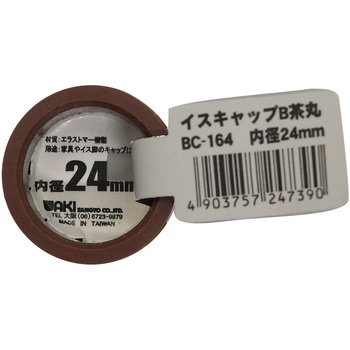 材質:エラストマー樹脂
用途:家具やイス脚のキャップに
内径24mm
WAKI SANGYO CO.,LTD.
TEL 大阪(06)6723-9879
MADE IN TAIWAN
イスキャップB茶丸
BC-164 内径24mm
4903757247390